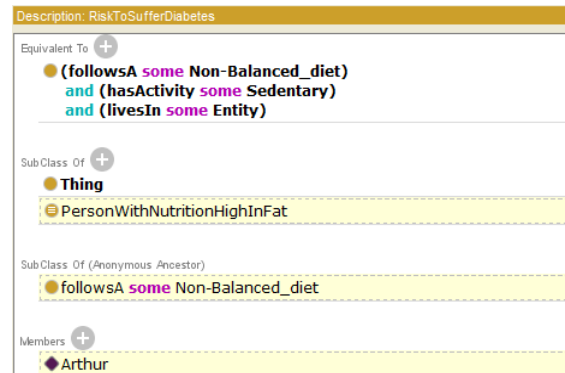 Description: RiskToSufferDiabetes
Equivalent To
(followsA some Non-Balanced_diet)
and (hasActivity some Sedentary)
and (livesIn some Entity)
SubClass Of
Thing
PersonWithNutritionHighInFat
SubClass Of (Anonymous Ancestor)
followsA some Non-Balanced_diet
Members
Arthur